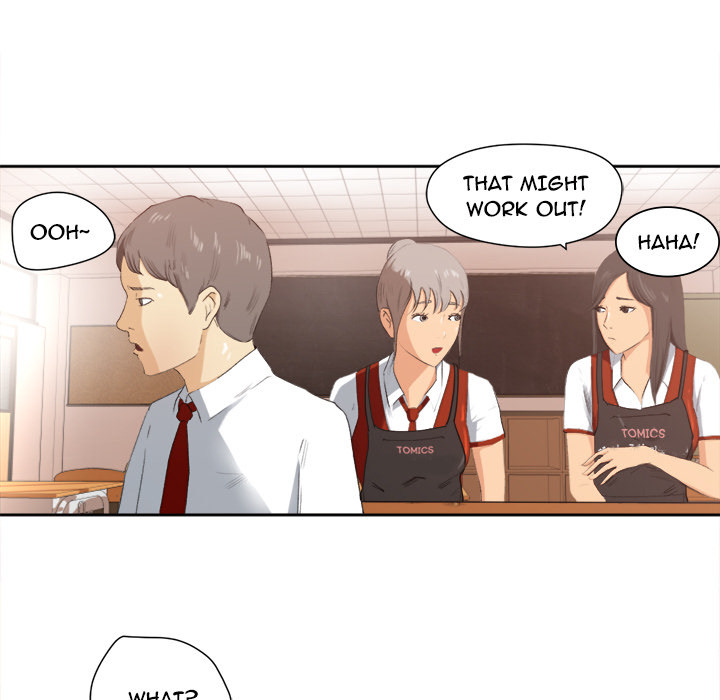 OOH~
THAT MIGHT
WORK OUT!
HAHA!
TOMICS
TOMICS
WHAT?